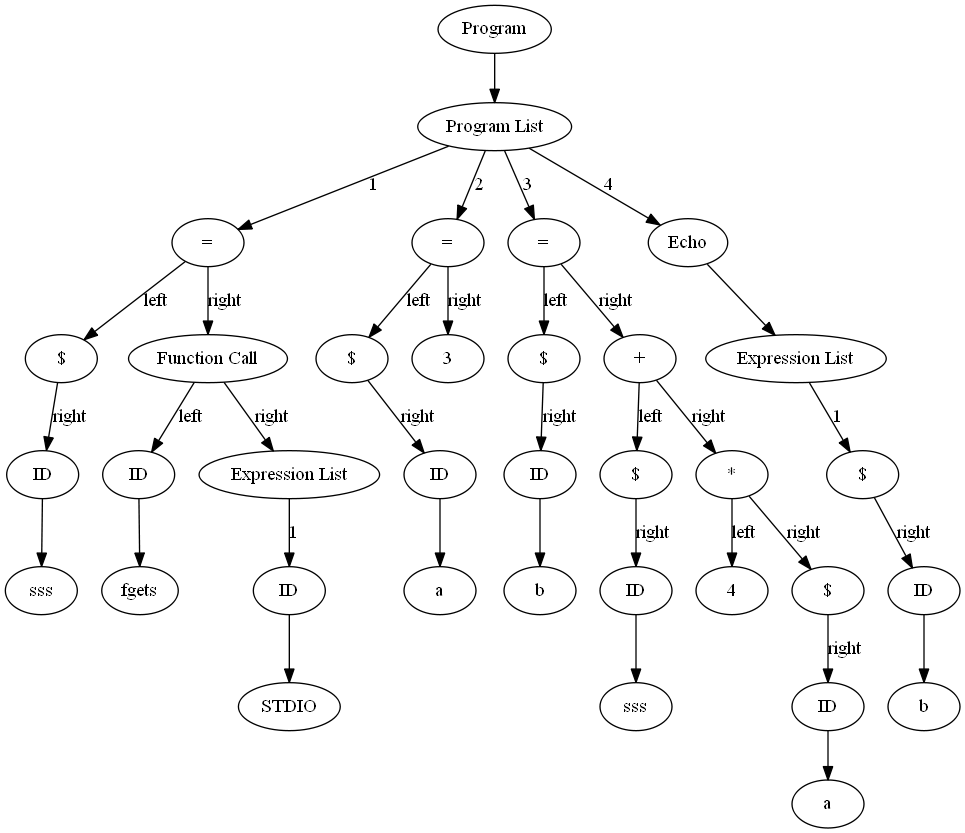 Program
Program List
1 2 3 4
= = = Echo
left right left right left right
$ Function Call $ 3 $ + Expression List
right left right right right left right 1
ID ID Expression List ID ID $ * $
1 right left right right
sss fgets ID a b ID 4 $ ID
right
STDIO sss ID b
a